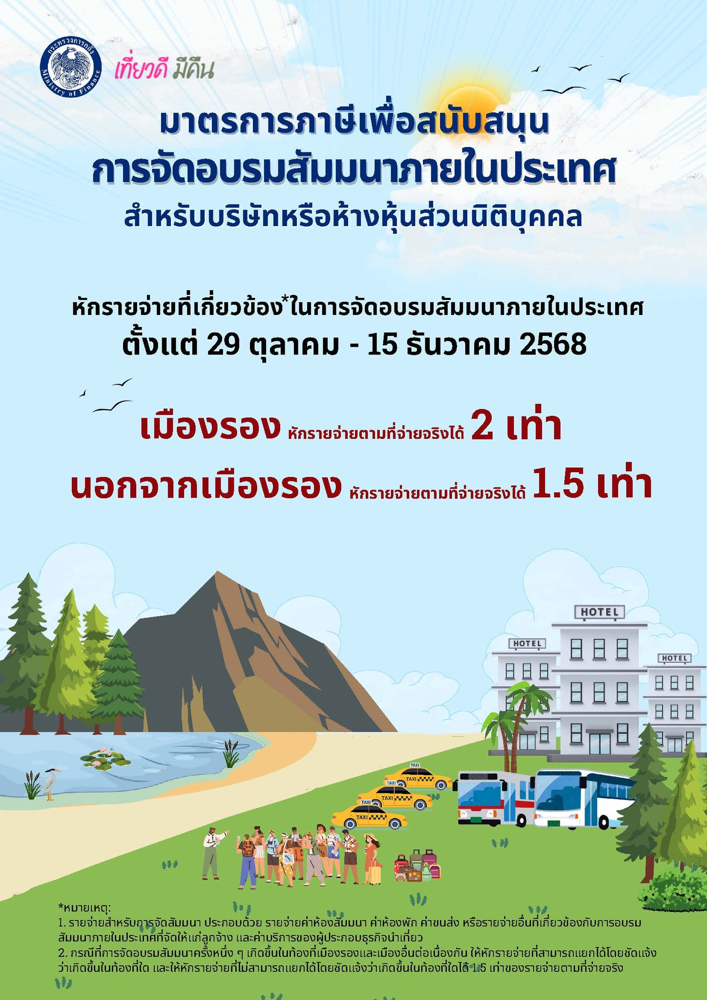 กระทรวงการคลัง
Ministry of Finance
เที่ยวดี มีคืน
มาตรการภาษีเพื่อสนับสนุน
การจัดอบรมสัมมนาภายในประเทศ
สำหรับบริษัทหรือห้างหุ้นส่วนนิติบุคคล
หักรายจ่ายที่เกี่ยวข้อง*ในการจัดอบรมสัมมนาภายในประเทศ
ตั้งแต่ 29 ตุลาคม - 15 ธันวาคม 2568
เมืองรอง หักรายจ่ายตามที่จ่ายจริงได้ 2 เท่า
นอกจากเมืองรอง หักรายจ่ายตามที่จ่ายจริงได้ 1.5 เท่า
HOTEL
HOTEL
HOTEL
TAXI
TAXI
TAXI
TAXI
TAXI
TAXI
*หมายเหตุ:
1. รายจ่ายสำหรับการจัดสัมมนา ประกอบด้วย รายจ่ายค่าห้องสัมมนา ค่าห้องพัก ค่าขนส่ง หรือรายจ่ายอื่นที่เกี่ยวข้องกับการอบรม
สัมมนาภายในประเทศที่จัดให้แก่ลูกจ้าง และค่าบริการของผู้ประกอบธุรกิจนำเที่ยว
2. กรณีที่การจัดอบรมสัมมนาครั้งหนึ่ง ๆ เกิดขึ้นในท้องที่เมืองรองและเมืองอื่นต่อเนื่องกัน ให้หักรายจ่ายที่สามารถแยกได้โดยชัดแจ้ง
ว่าเกิดขึ้นในท้องที่ใด และให้หักรายจ่ายที่ไม่สามารถแยกได้โดยชัดแจ้งว่าเกิดขึ้นในท้องที่ใดได้ 1.5 เท่าของรายจ่ายตามที่จ่ายจริง